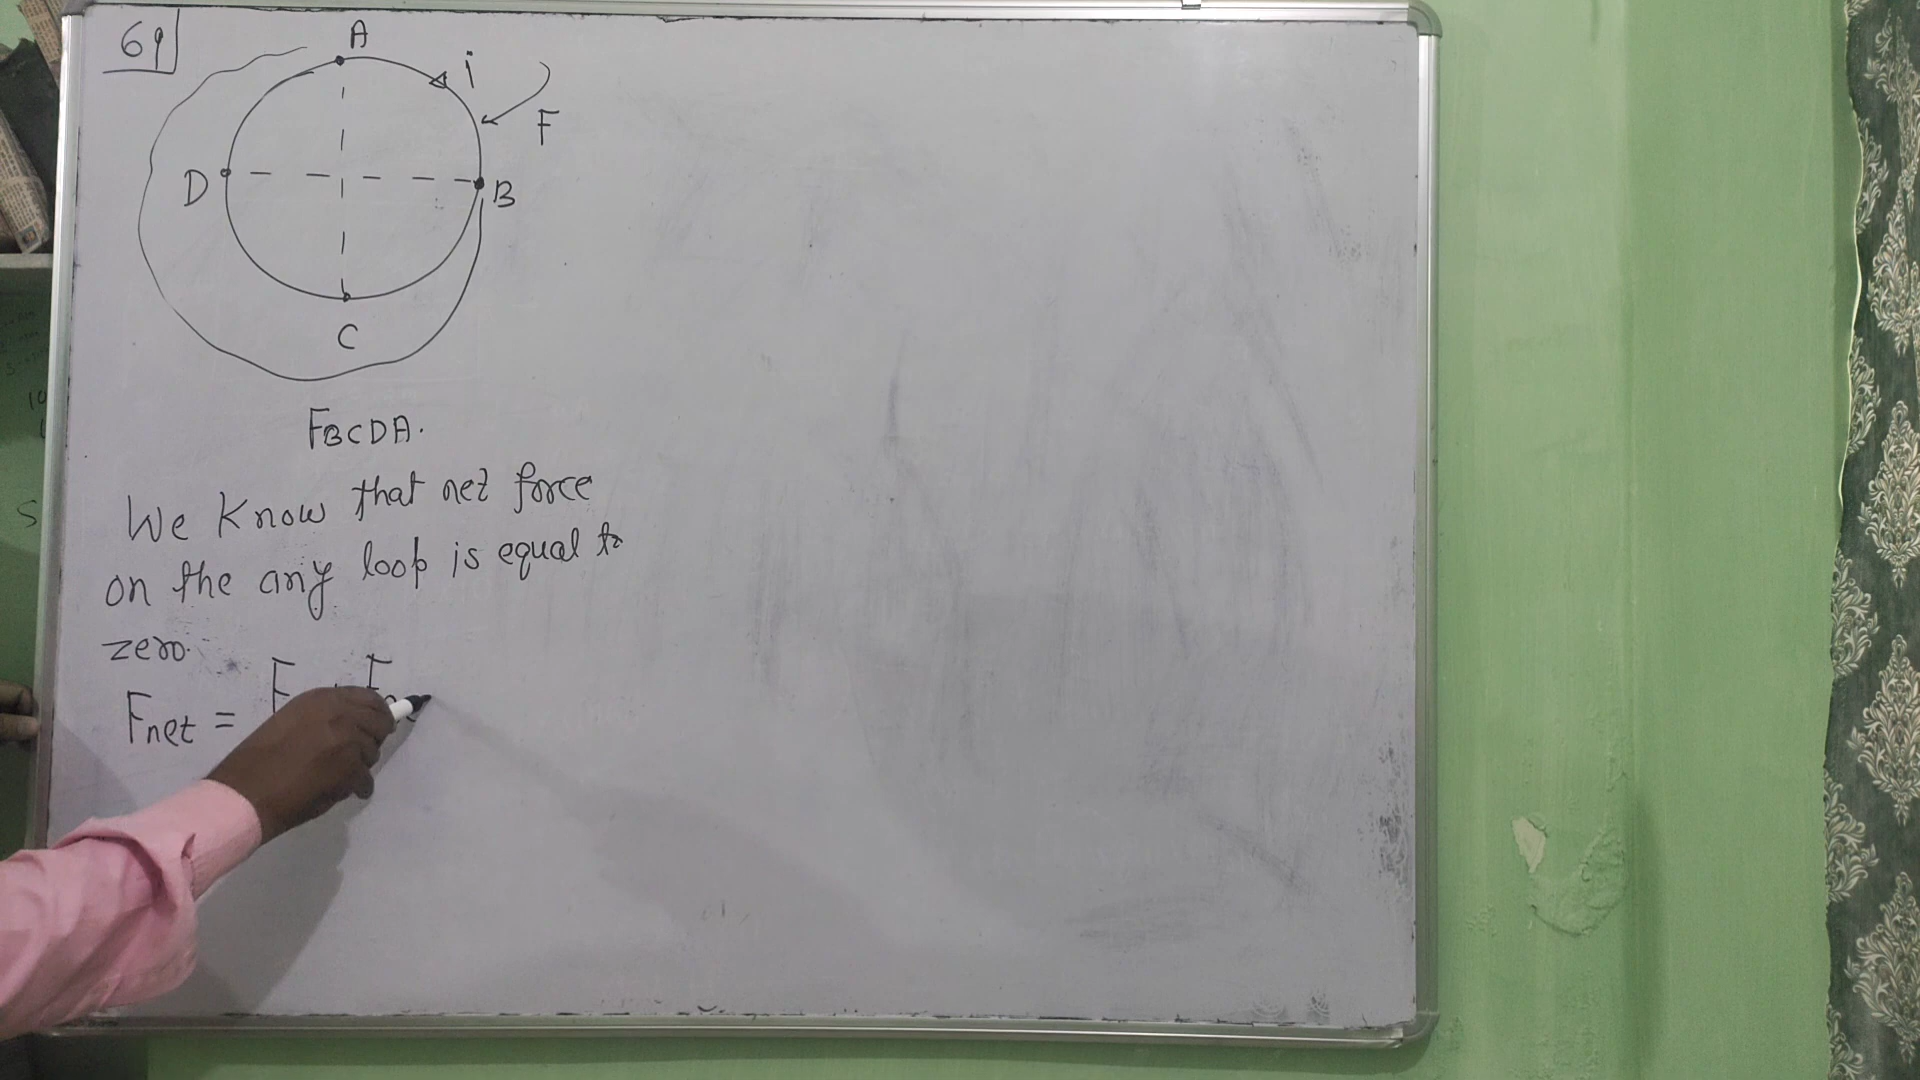 69
A
i
F
D
B
C
FBCDA.
We Know that net force
on the any loop is equal to
zero.
Fnet = F + F